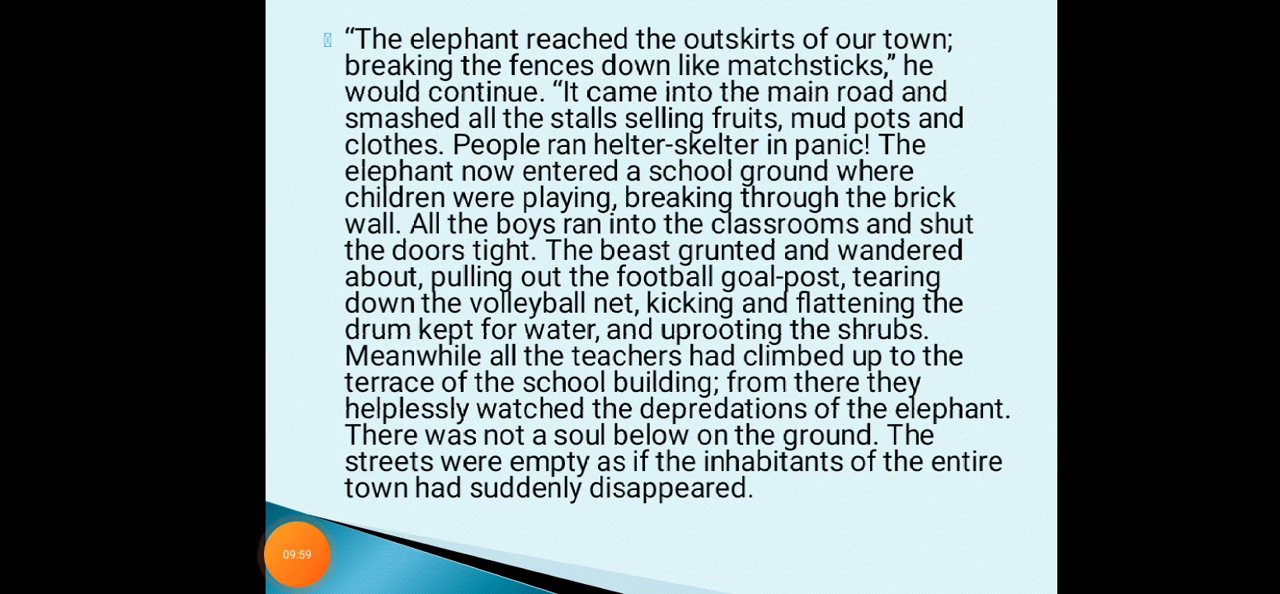 “The elephant reached the outskirts of our town;
breaking the fences down like matchsticks,” he
would continue. “It came into the main road and
smashed all the stalls selling fruits, mud pots and
clothes. People ran helter-skelter in panic! The
elephant now entered a school ground where
children were playing, breaking through the brick
wall. All the boys ran into the classrooms and shut
the doors tight. The beast grunted and wandered
about, pulling out the football goal-post, tearing
down the volleyball net, kicking and flattening the
drum kept for water, and uprooting the shrubs.
Meanwhile all the teachers had climbed up to the
terrace of the school building; from there they
helplessly watched the depredations of the elephant.
There was not a soul below on the ground. The
streets were empty as if the inhabitants of the entire
town had suddenly disappeared.
09:59